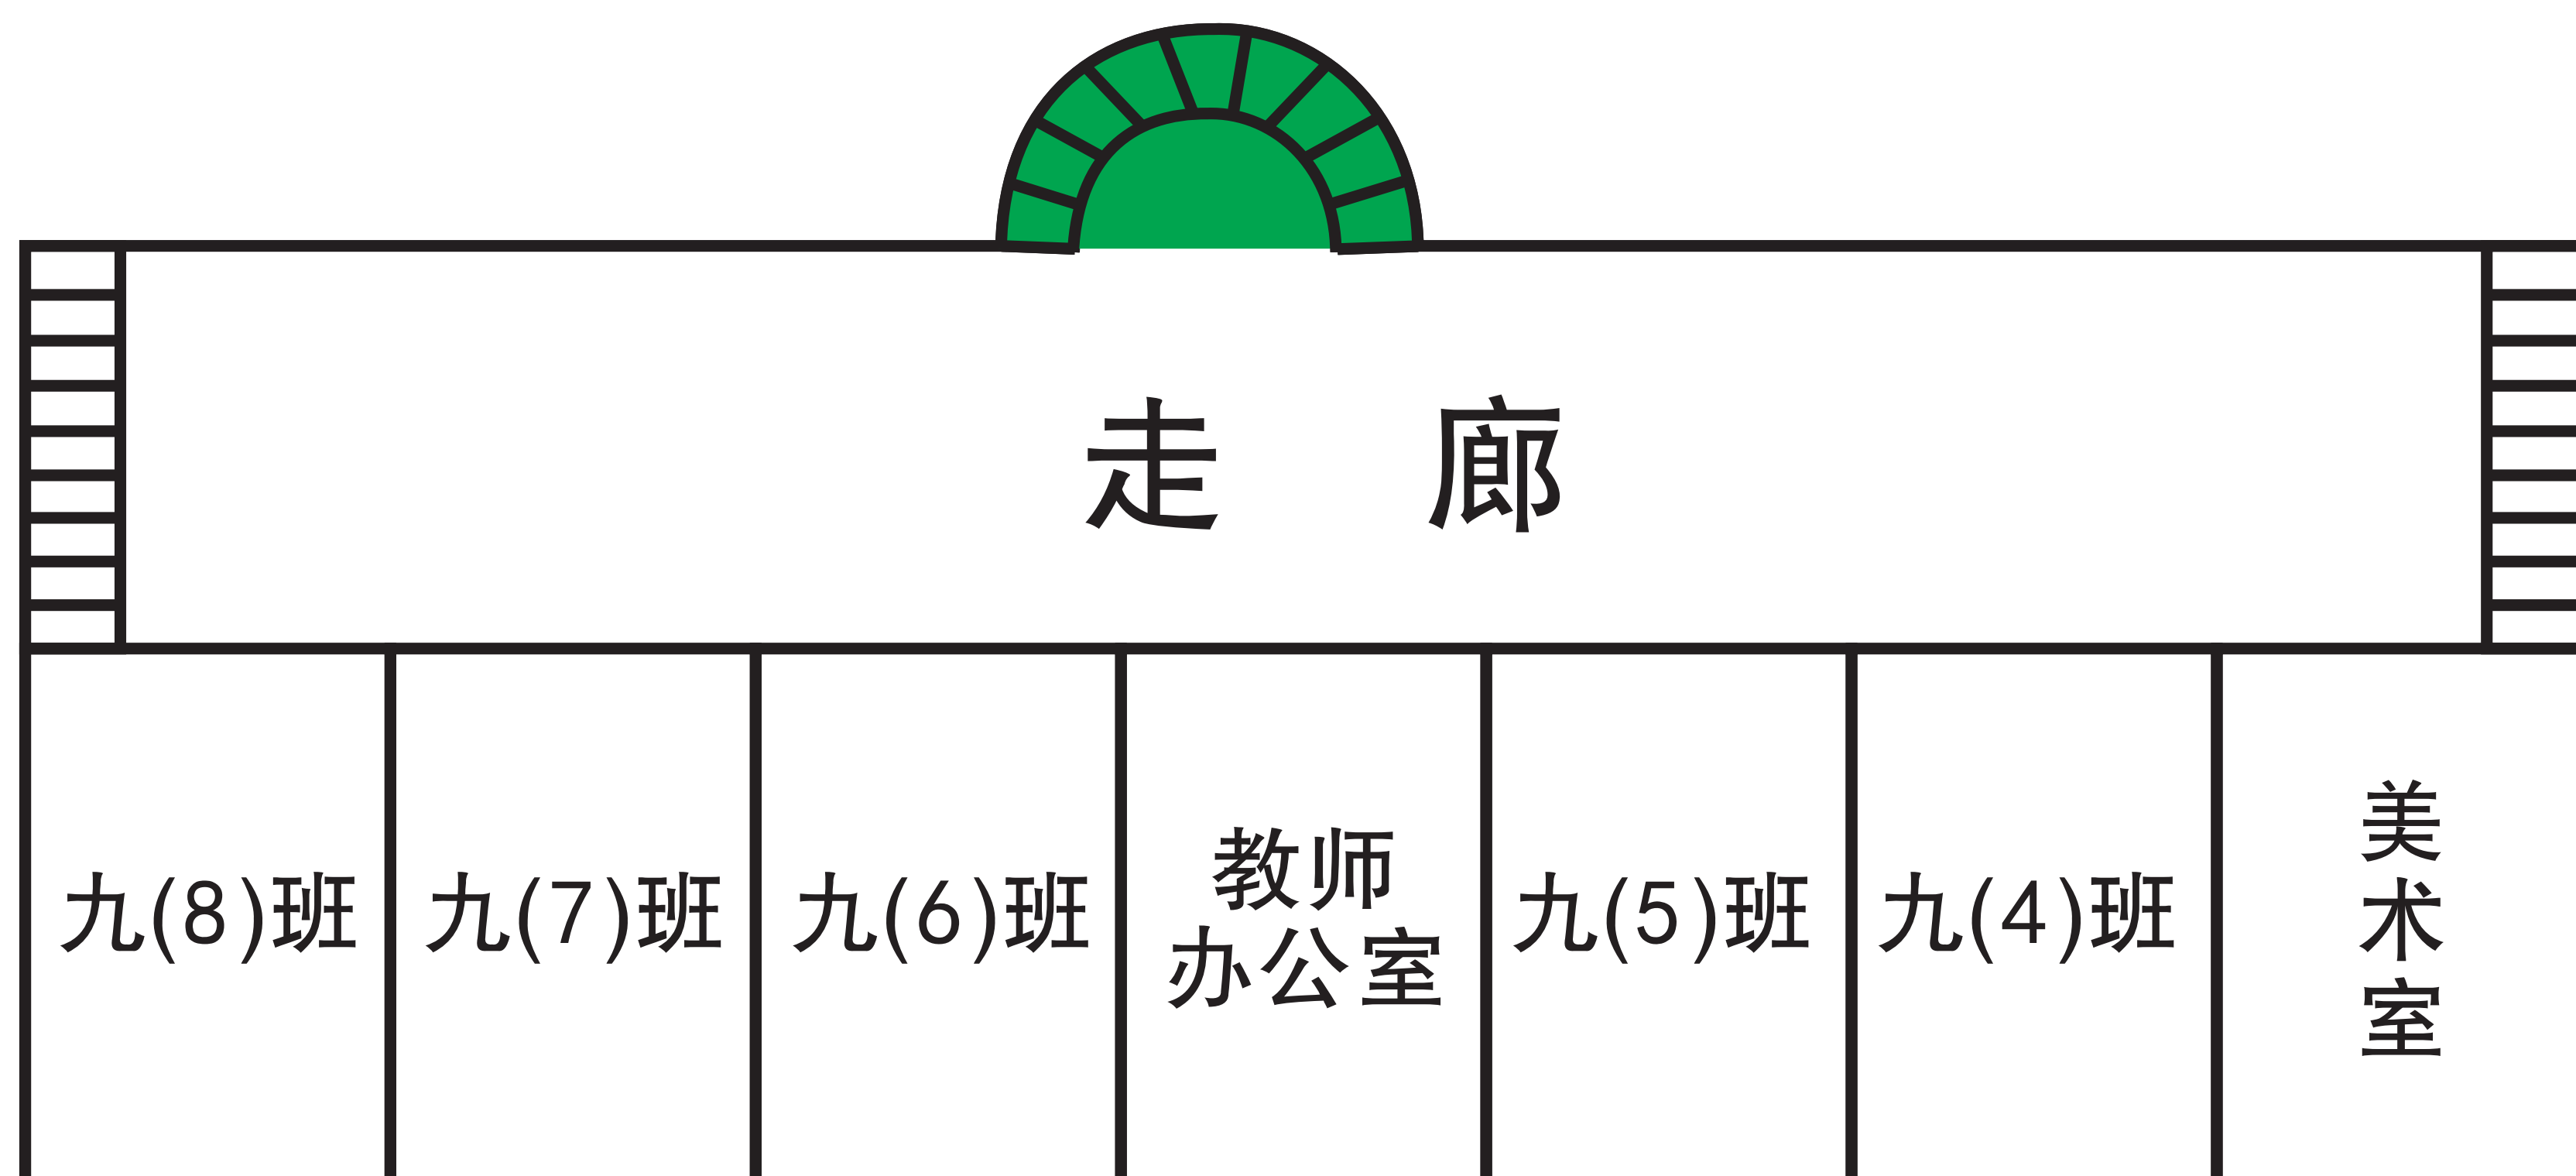 走 廊
九(8)班
九(7)班
九(6)班
教师
办公室
九(5)班
九(4)班
美
术
室